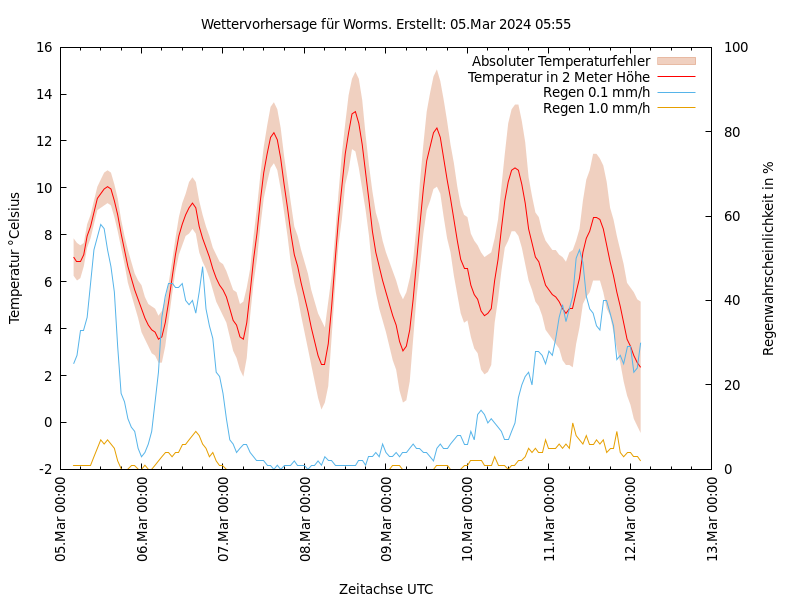 Wettervorhersage für Worms. Erstellt: 05.Mar 2024 05:55
Absoluter Temperaturfehler
Temperatur in 2 Meter Höhe
Regen 0.1 mm/h
Regen 1.0 mm/h
Temperatur °Celsius
16
14
12
10
8
6
4
2
0
-2
100
80
60
40
20
0
Regenwahrscheinlichkeit in %
05.Mar 00:00
06.Mar 00:00
07.Mar 00:00
08.Mar 00:00
09.Mar 00:00
10.Mar 00:00
11.Mar 00:00
12.Mar 00:00
13.Mar 00:00
Zeitachse UTC